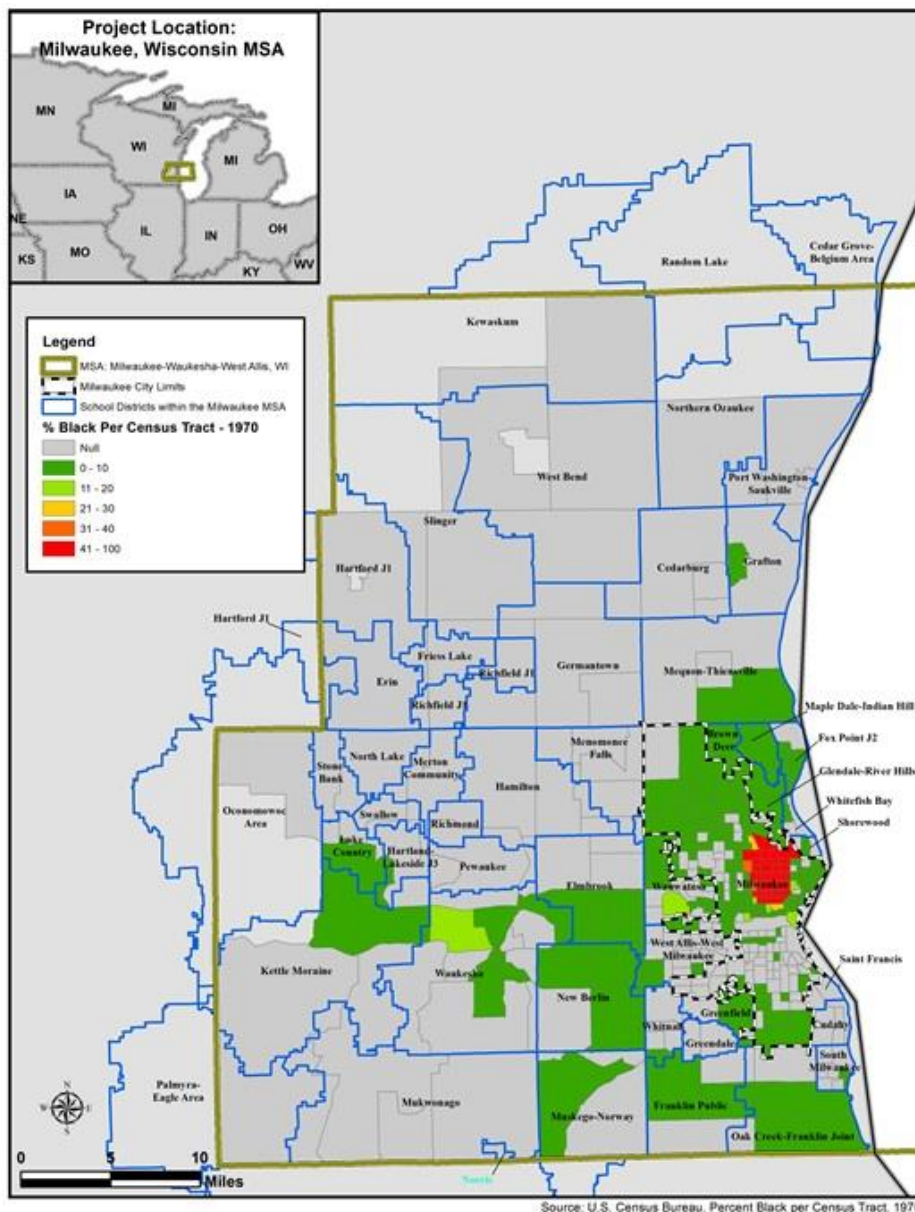 Project Location:
Milwaukee, Wisconsin MSA
MN
MI
WI
MI
IA
NE
IL
IN
OH
KS
MO
KY
WV
Legend
MSA: Milwaukee-Waukesha-West Allis, WI
Milwaukee City Limits
School Districts within the Milwaukee MSA
% Black Per Census Tract - 1970
Null
0 - 10
11 - 20
21 - 30
31 - 40
41 - 100
Cedar Grove-
Belgium Area
Random Lake
Kewaskum
Northern Ozaukee
West Bend
Port Washington-
Saukville
Slinger
Hartford J1
Cedarburg
Grafton
Hartford J1
Friess Lake
Erin
Richfield J1
Germantown
Mequon-Thiensville
Richfield J1
Maple Dale-Indian Hill
Brown
Deer
Fox Point J2
Menomonee
Falls
North Lake
Merton
Community
Stone
Bank
Hamilton
Glendale-River Hills
Oconomowoc
Area
Swallow
Richmond
Whitefish Bay
Shorewood
Lake
Country
Hartland-
Lakeside J3
Pewaukee
Elmbrook
Wauwatosa
Milwaukee
West Allis-West
Milwaukee
Saint Francis
Kettle Moraine
Waukesha
New Berlin
Greenfield
Whitnall
Greendale
Cudahy
South
Milwaukee
Palmyra-
Eagle Area
Mukwonago
Muskego-Norway
Franklin Public
Oak Creek-Franklin Joint
N
W
E
S
0
5
10
Miles
Norris
Source: U.S. Census Bureau, Percent Black per Census Tract, 1970